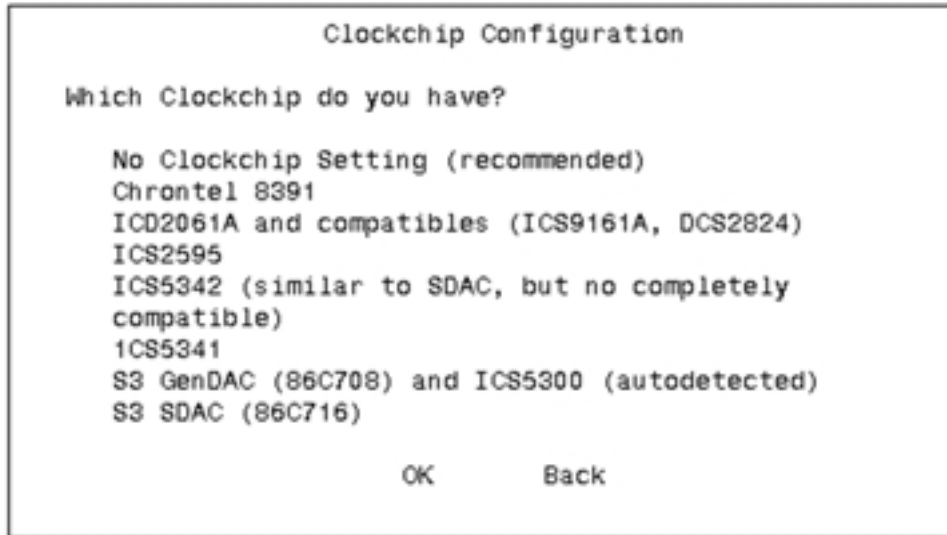 Clockchip Configuration
Which Clockchip do you have?
No Clockchip Setting (recommended)
Chrontel 8391
ICD2061A and compatibles (ICS9161A, DCS2824)
ICS2595
ICS5342 (similar to SDAC, but no completely
compatible)
1CS5341
S3 GenDAC (86C708) and ICS5300 (autodetected)
S3 SDAC (86C716)
OK Back